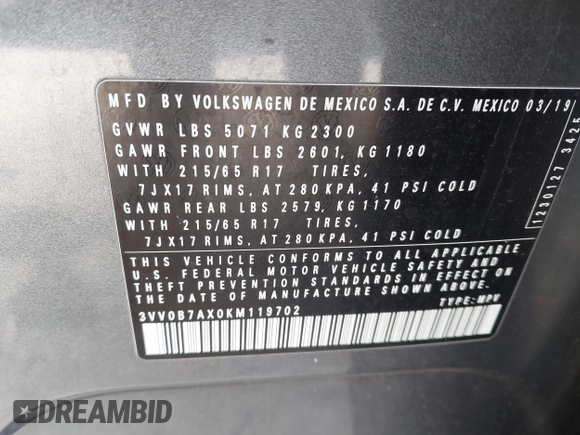 MFD BY VOLKSWAGEN DE MEXICO S.A. DE C.V. MEXICO 03/19
GVWR LBS 5071 KG 2300
GAWR FRONT LBS 2601, KG 1180
WITH 215/65 R17 TIRES,
7JX17 RIMS, AT 280 KPA, 41 PSI COLD
GAWR REAR LBS 2579, KG 1170
WITH 215/65 R17 TIRES,
7JX17 RIMS, AT 280 KPA, 41 PSI COLD
THIS VEHICLE CONFORMS TO ALL APPLICABLE
U.S. FEDERAL MOTOR VEHICLE SAFETY AND
THEFT PREVENTION STANDARDS IN EFFECT ON
THE DATE OF MANUFACTURE SHOWN ABOVE.
3VV0B7AX0KM119702 TYPE: MPV
1230127 3425
DREAMBID